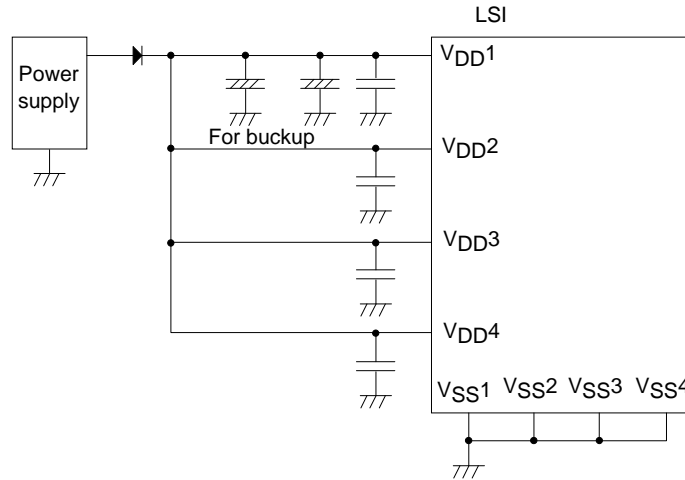 LSI
Power
supply
VDD1
For buckup
VDD2
VDD3
VDD4
VSS1 VSS2 VSS3 VSS4